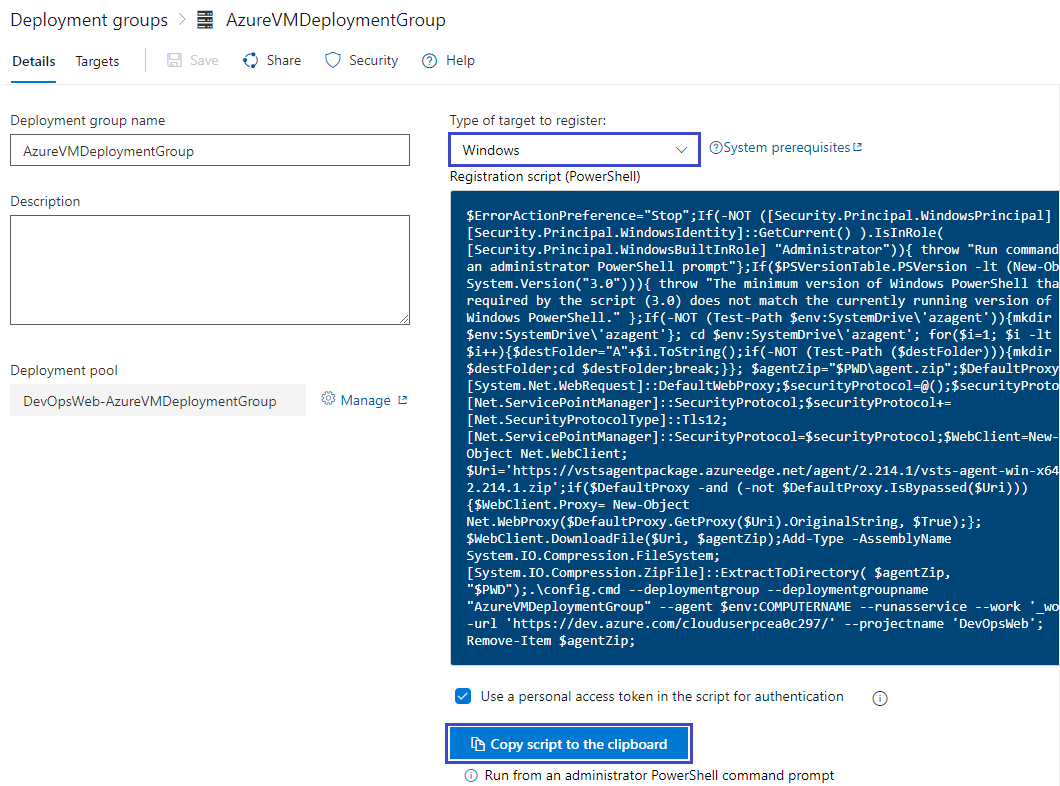 Deployment groups > AzureVMDeploymentGroup
Details Targets Save Share Security Help
Deployment group name
AzureVMDeploymentGroup
Description
Deployment pool
DevOpsWeb-AzureVMDeploymentGroup Manage
Type of target to register:
Windows System prerequisites
Registration script (PowerShell)
$ErrorActionPreference="Stop";If(-NOT ([Security.Principal.WindowsPrincipal]
[Security.Principal.WindowsIdentity]::GetCurrent() ).IsInRole(
[Security.Principal.WindowsBuiltInRole] "Administrator")){ throw "Run command
an administrator PowerShell prompt"};If($PSVersionTable.PSVersion -lt (New-Ob
System.Version("3.0"))){ throw "The minimum version of Windows PowerShell tha
required by the script (3.0) does not match the currently running version of
Windows PowerShell." };If(-NOT (Test-Path $env:SystemDrive\'azagent')){mkdir
$env:SystemDrive\'azagent'}; cd $env:SystemDrive\'azagent'; for($i=1; $i -lt
$i++){$destFolder="A"+$i.ToString();if(-NOT (Test-Path ($destFolder))){mkdir
$destFolder;cd $destFolder;break;}}; $agentZip="$PWD\agent.zip";$DefaultProxy
[System.Net.WebRequest]::DefaultWebProxy;$securityProtocol=@();$securityProto
[Net.ServicePointManager]::SecurityProtocol;$securityProtocol+=
[Net.SecurityProtocolType]::Tls12;
[Net.ServicePointManager]::SecurityProtocol=$securityProtocol;$WebClient=New-
Object Net.WebClient;
$Uri='https://vstsagentpackage.azureedge.net/agent/2.214.1/vsts-agent-win-x64
2.214.1.zip';if($DefaultProxy -and (-not $DefaultProxy.IsBypassed($Uri)))
{$WebClient.Proxy= New-Object
Net.WebProxy($DefaultProxy.GetProxy($Uri).OriginalString, $True);};
$WebClient.DownloadFile($Uri, $agentZip);Add-Type -AssemblyName
System.IO.Compression.FileSystem;
[System.IO.Compression.ZipFile]::ExtractToDirectory( $agentZip,
"$PWD");.\config.cmd --deploymentgroup --deploymentgroupname
"AzureVMDeploymentGroup" --agent $env:COMPUTERNAME --runasservice --work '_wo
-url 'https://dev.azure.com/clouduserpcea0c297/' --projectname 'DevOpsWeb';
Remove-Item $agentZip;
Use a personal access token in the script for authentication
Copy script to the clipboard
Run from an administrator PowerShell command prompt